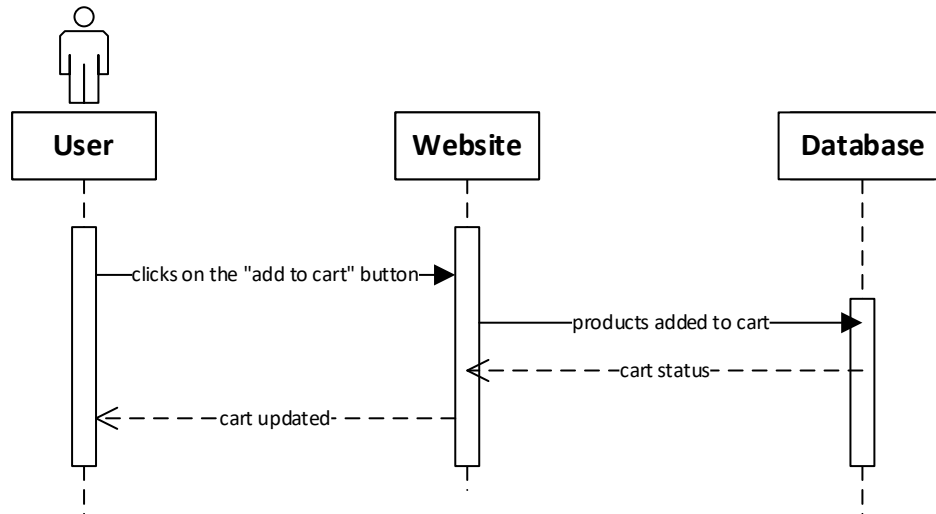 User
Website
Database
clicks on the "add to cart" button
products added to cart
cart status
cart updated